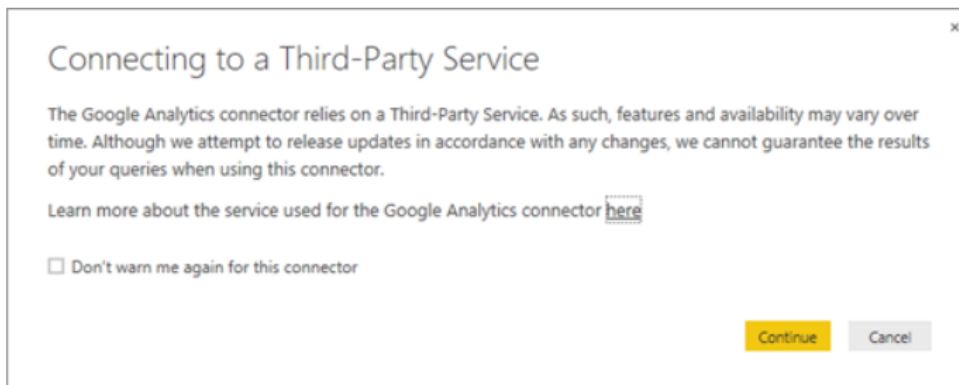 Connecting to a Third-Party Service
The Google Analytics connector relies on a Third-Party Service. As such, features and availability may vary over
time. Although we attempt to release updates in accordance with any changes, we cannot guarantee the results
of your queries when using this connector.
Learn more about the service used for the Google Analytics connector here
Don't warn me again for this connector
Continue Cancel